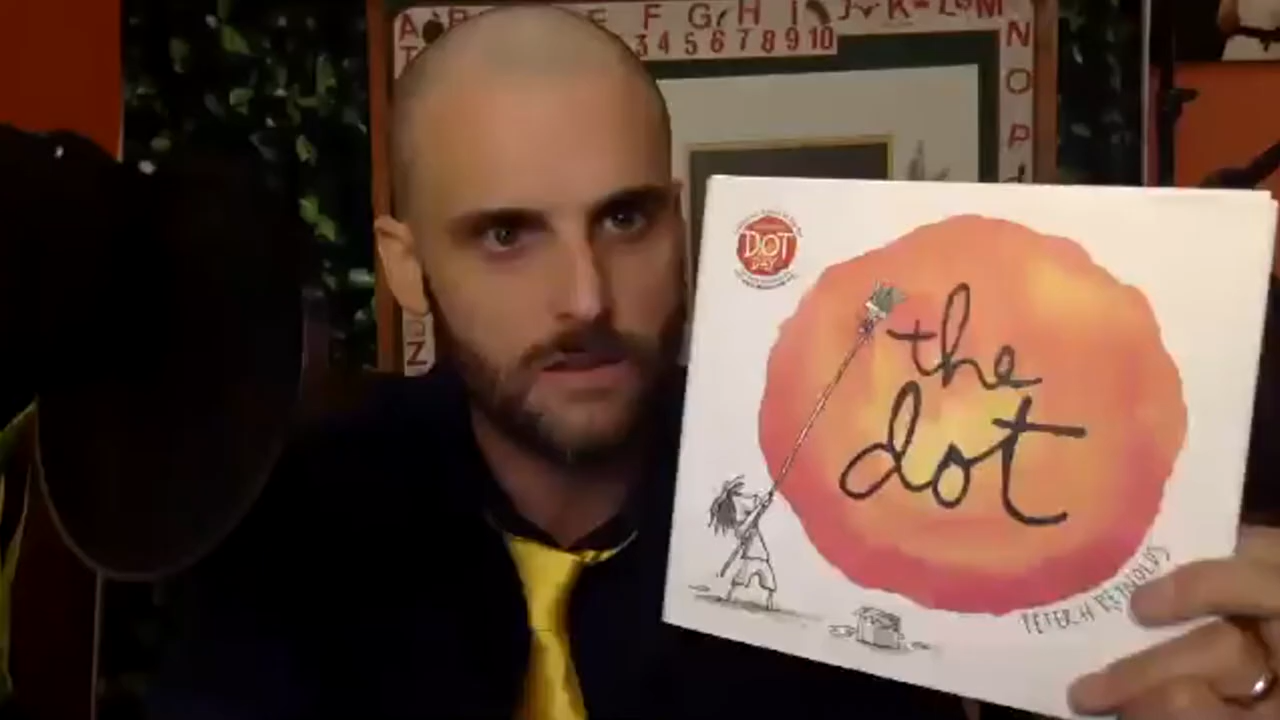 F G H I J K L M
3 4 5 6 7 8 9 10
N
O
P
DOT
DAY
the
dot
PETER H REYNOLDS